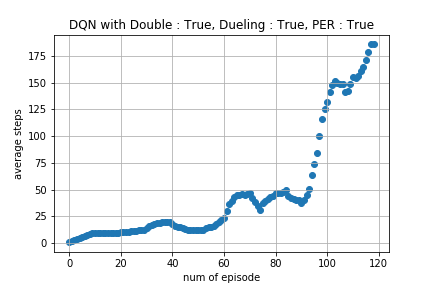 DQN with Double : True, Dueling : True, PER : True
average steps
175
150
125
100
75
50
25
0
0 20 40 60 80 100 120
num of episode